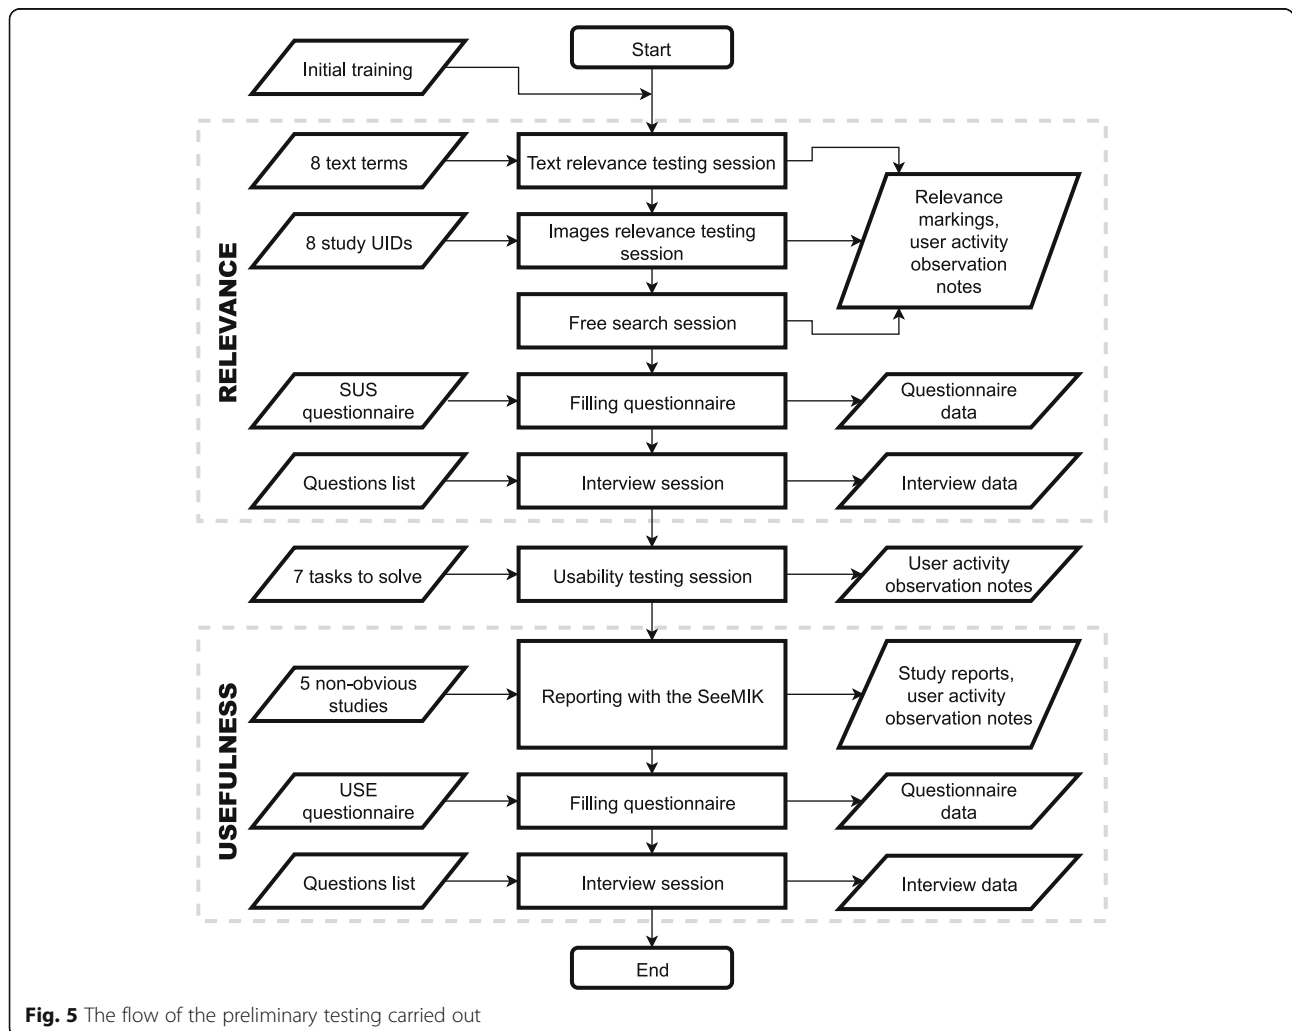 Start
Initial training
RELEVANCE
8 text terms
Text relevance testing session
Relevance
markings,
user activity
observation
notes
8 study UIDs
Images relevance testing
session
Free search session
SUS
questionnaire
Filling questionnaire
Questionnaire
data
Questions list
Interview session
Interview data
7 tasks to solve
Usability testing session
User activity
observation notes
USEFULNESS
5 non-obvious
studies
Reporting with the SeeMIK
Study reports,
user activity
observation notes
USE
questionnaire
Filling questionnaire
Questionnaire
data
Questions list
Interview session
Interview data
End
Fig. 5 The flow of the preliminary testing carried out